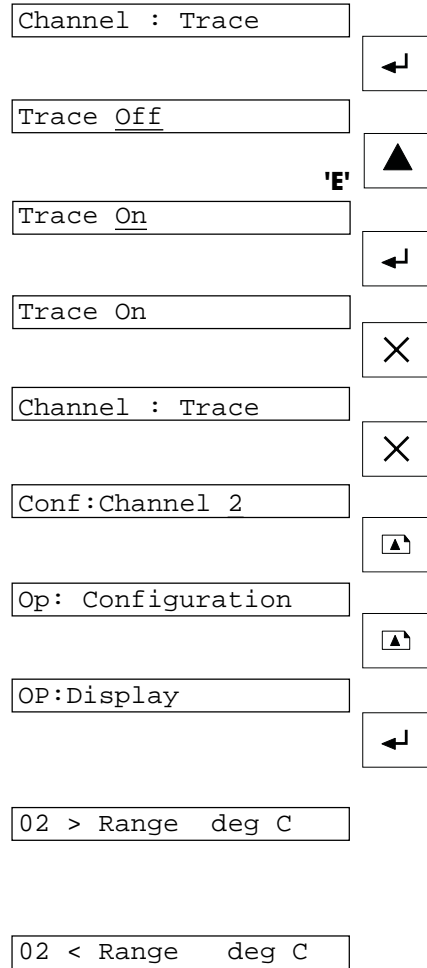 Channel : Trace
Trace Off
'E'
Trace On
Trace On
Channel : Trace
Conf:Channel 2
Op: Configuration
OP:Display
02 > Range  deg C
02 < Range   deg C